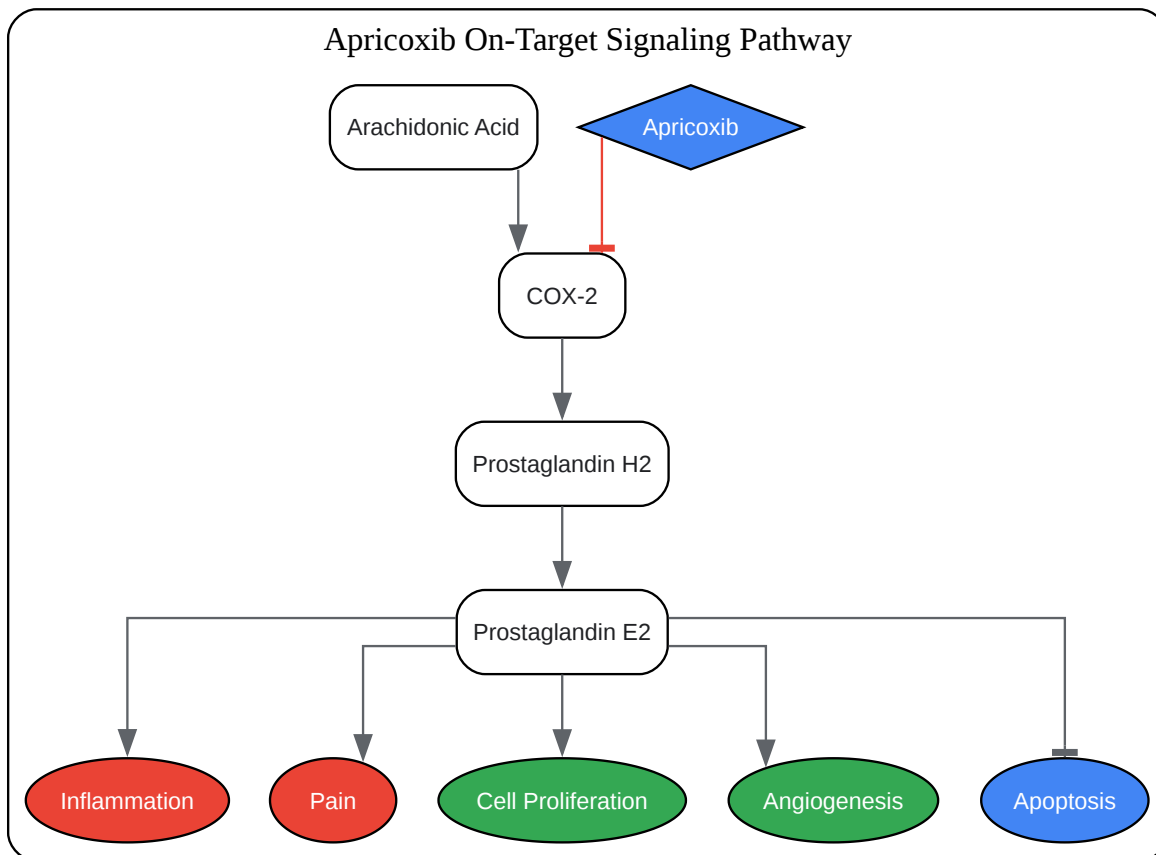 Apricoxib On-Target Signaling Pathway
Arachidonic Acid
Apricoxib
COX-2
Prostaglandin H2
Prostaglandin E2
Inflammation
Pain
Cell Proliferation
Angiogenesis
Apoptosis